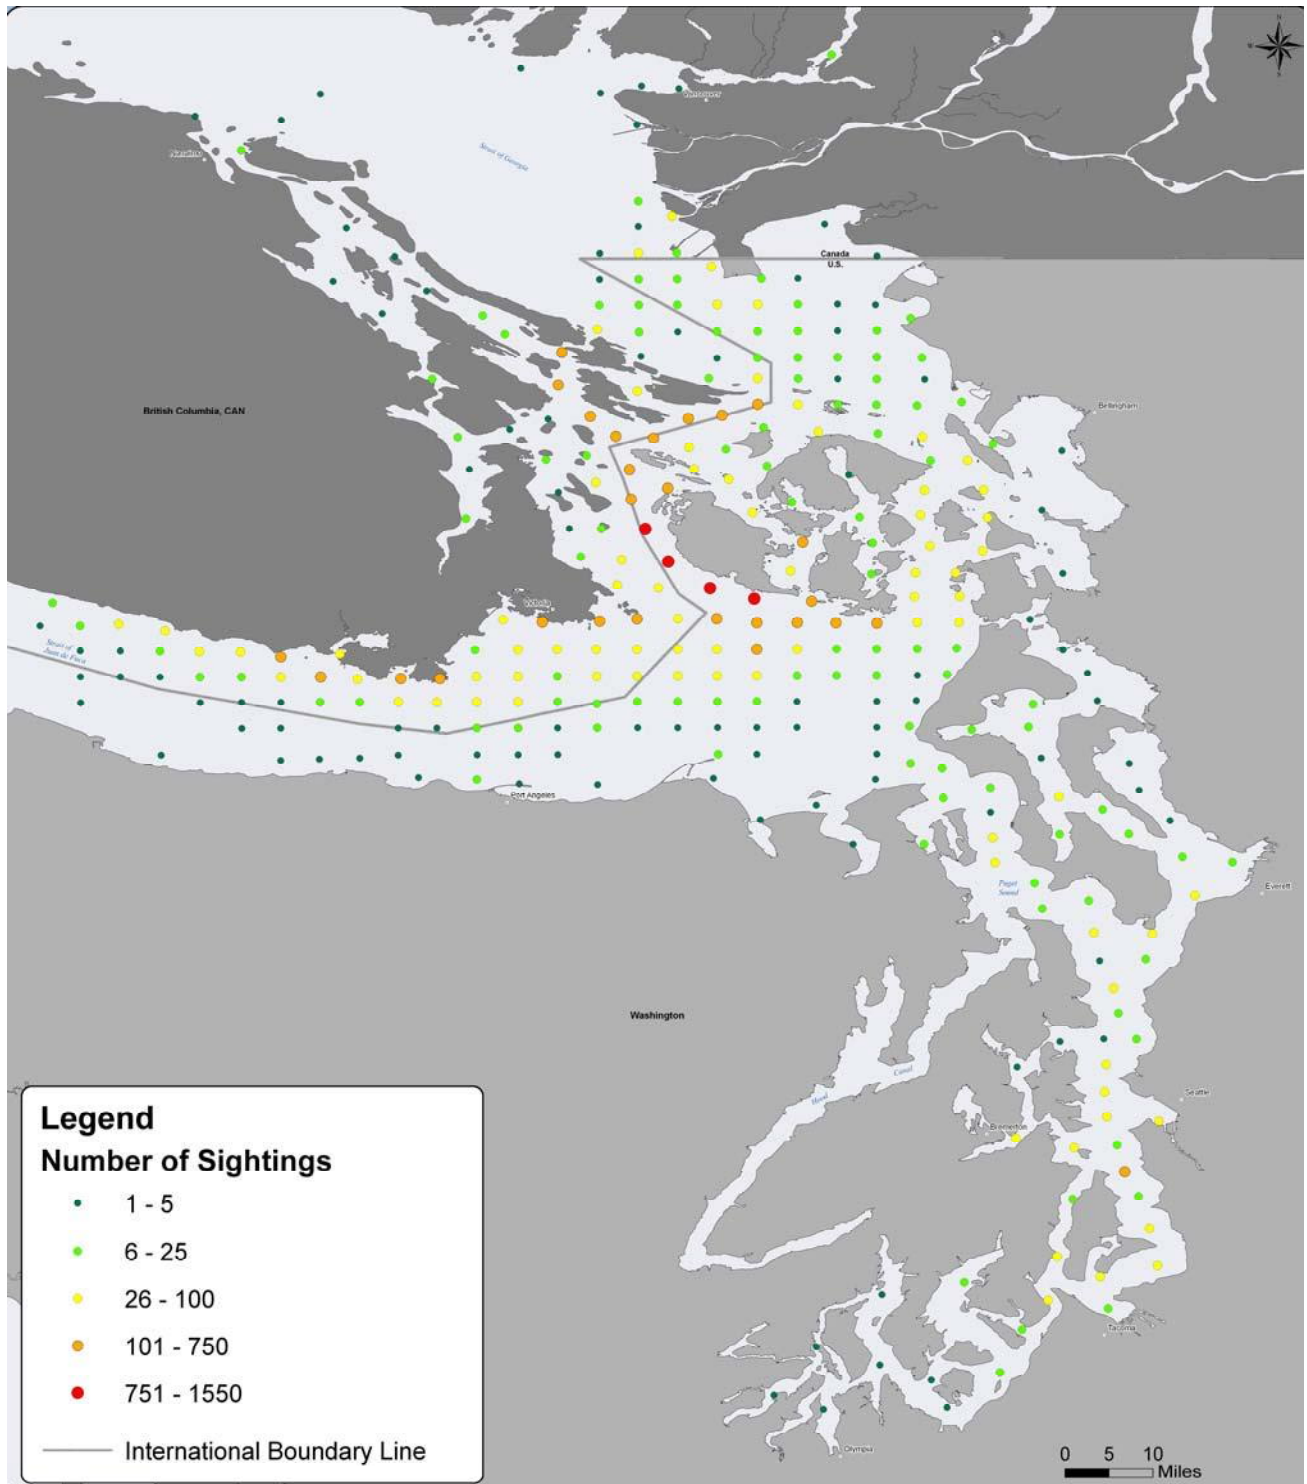 N
W
S
Vancouver
Nanaimo
Strait of Georgia
Canada
U.S.
British Columbia, CAN
Bellingham
Victoria
Strait of
Juan de Fuca
Port Angeles
Puget
Sound
Everett
Washington
Hood
Canal
Seattle
Bremerton
Tacoma
Olympia
Legend
Number of Sightings
1 - 5
6 - 25
26 - 100
101 - 750
751 - 1550
International Boundary Line
0 5 10
Miles